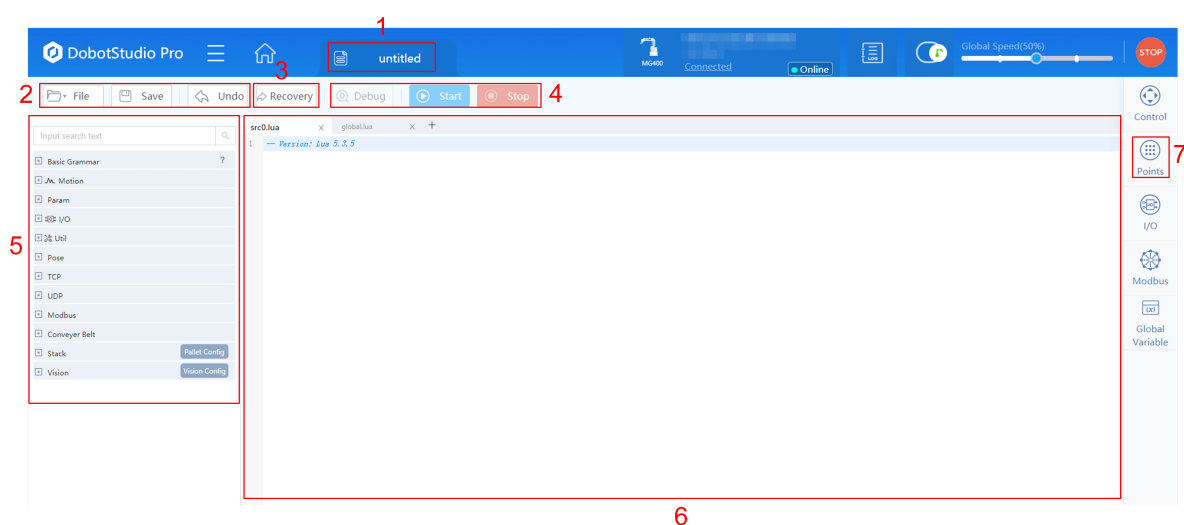 1
DobotStudio Pro
untitled
MG400
Connected
Online
LOG
Global Speed(50%)
STOP
3
2
File
Save
Undo
Recovery
Debug
Start
Stop
4
Control
Input search text
src0.lua
global.lua
1 — Version: Lua 5.3.5
Basic Grammar ?
Motion
Param
I/O
Util
Pose
TCP
UDP
Modbus
Conveyer Belt
Stack Pallet Config
Vision Vision Config
5
7
Points
I/O
Modbus
Global
Variable
6